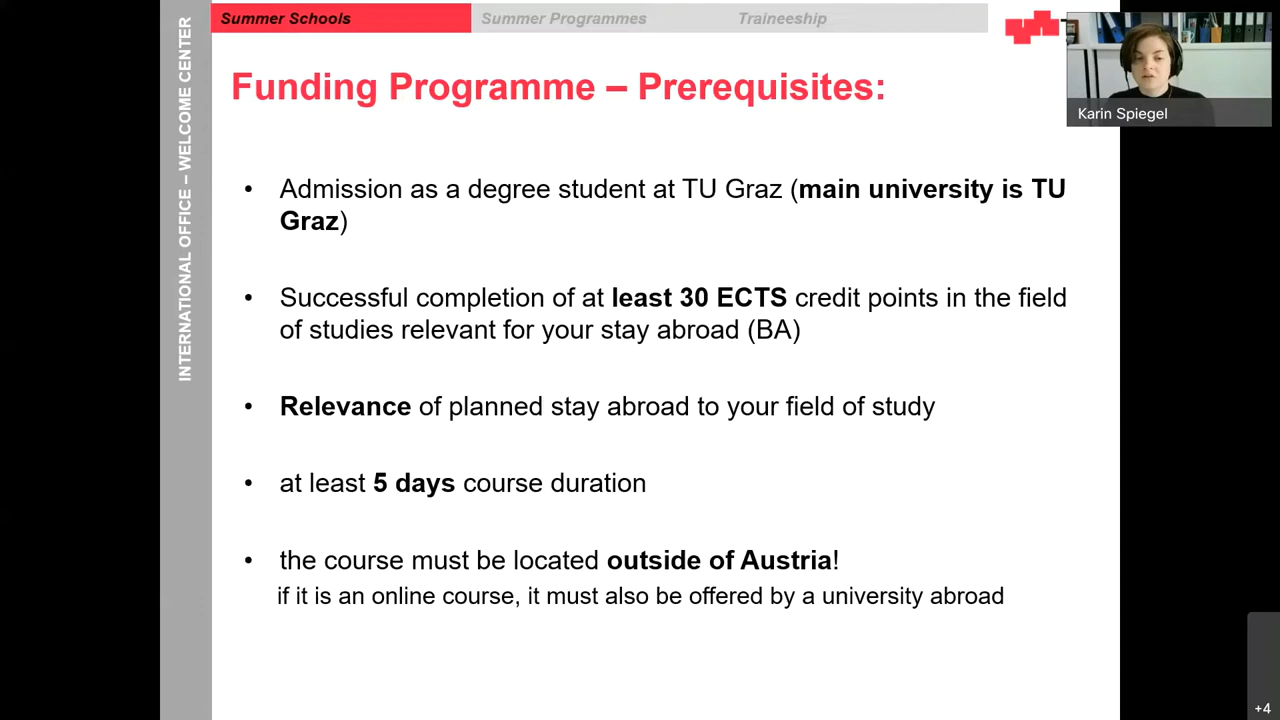 Summer Schools
Summer Programmes
Traineeship
INTERNATIONAL OFFICE – WELCOME CENTER
Karin Spiegel
Funding Programme – Prerequisites:
• Admission as a degree student at TU Graz (main university is TU
Graz)
• Successful completion of at least 30 ECTS credit points in the field
of studies relevant for your stay abroad (BA)
• Relevance of planned stay abroad to your field of study
• at least 5 days course duration
• the course must be located outside of Austria!
if it is an online course, it must also be offered by a university abroad
+4